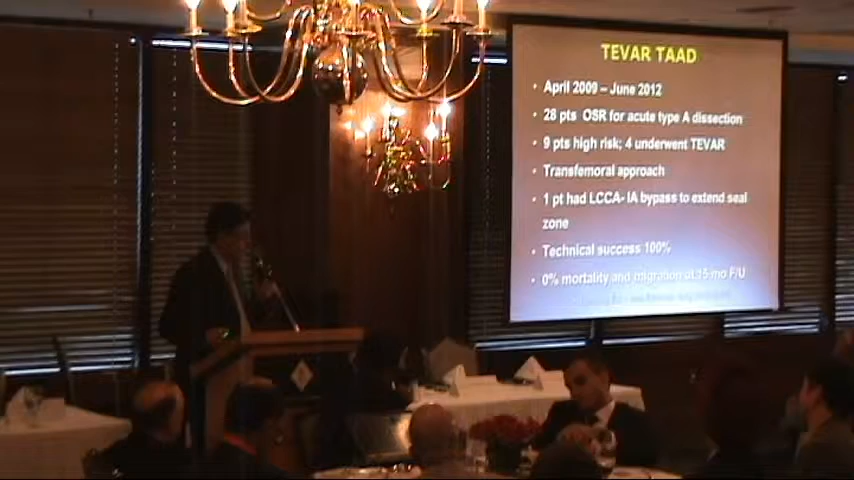 TEVAR TAAD
• April 2009 – June 2012
• 28 pts OSR for acute type A dissection
• 9 pts high risk; 4 underwent TEVAR
• Transfemoral approach
• 1 pt had LCCA- IA bypass to extend seal
zone
• Technical success 100%
• 0% mortality and migration at 15 mo F/U